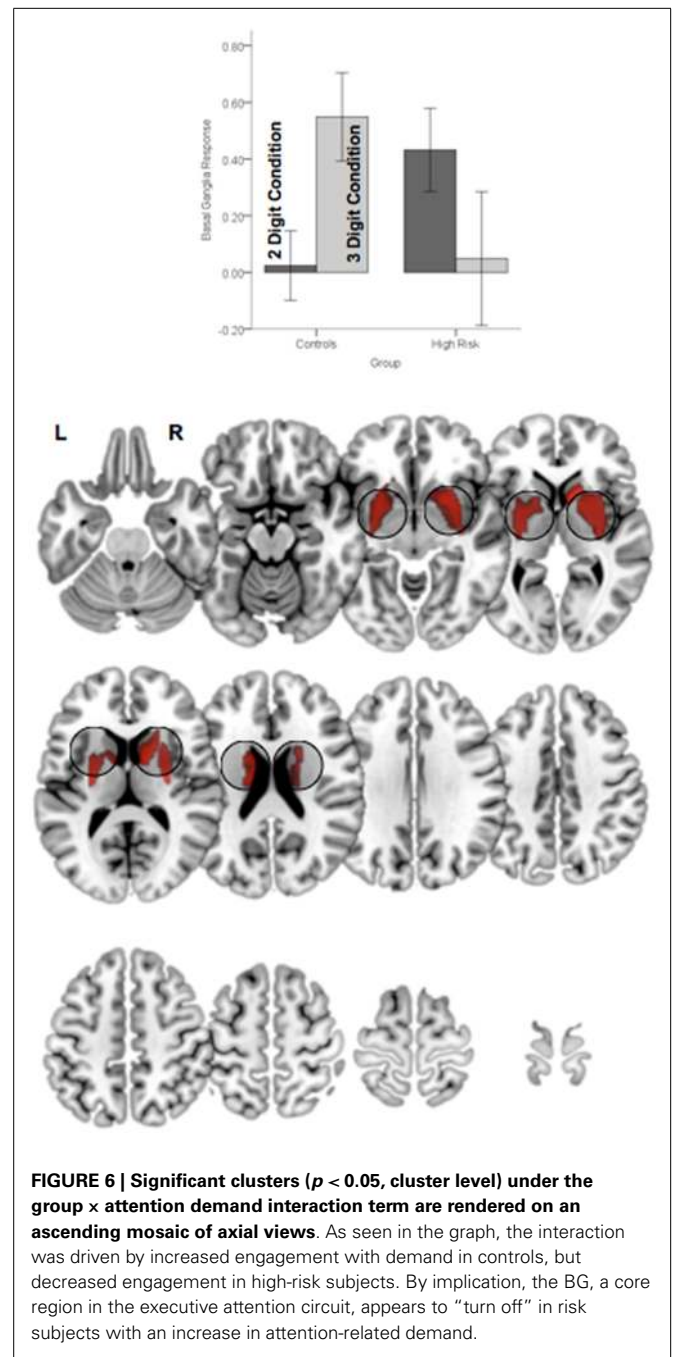 0.80
0.60
0.40
0.20
0.00
-0.20
Basal Ganglia Response
2 Digit Condition
3 Digit Condition
Controls
High Risk
Group
L R
FIGURE 6 | Significant clusters (p < 0.05, cluster level) under the
group x attention demand interaction term are rendered on an
ascending mosaic of axial views. As seen in the graph, the interaction
was driven by increased engagement with demand in controls, but
decreased engagement in high-risk subjects. By implication, the BG, a core
region in the executive attention circuit, appears to “turn off” in risk
subjects with an increase in attention-related demand.